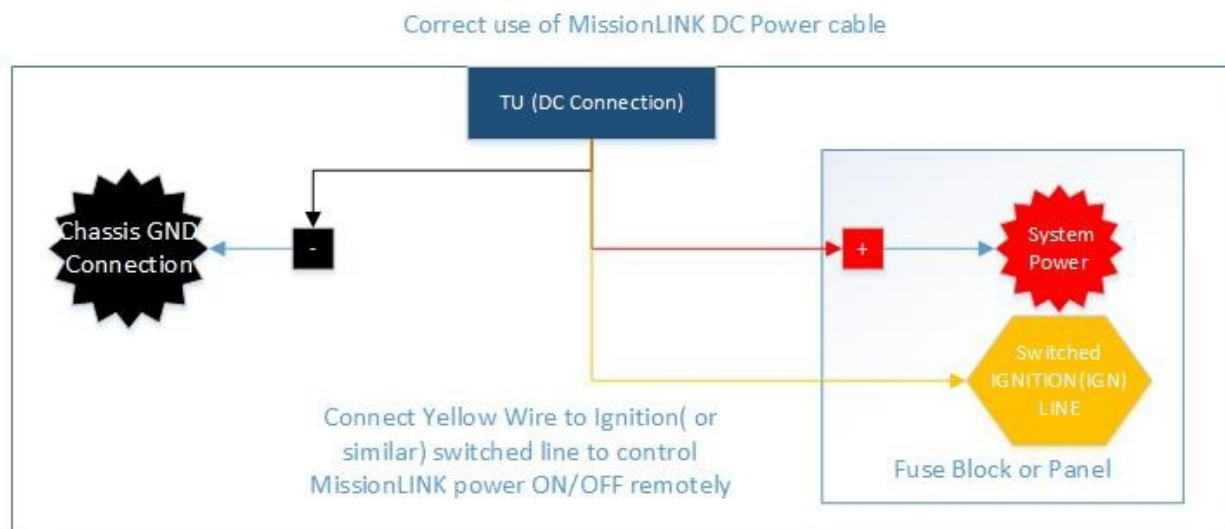 Correct use of MissionLINK DC Power cable
TU (DC Connection)
Chassis GND
Connection
-
+
System
Power
Switched
IGNITION(IGN)
LINE
Connect Yellow Wire to Ignition( or
similar) switched line to control
MissionLINK power ON/OFF remotely
Fuse Block or Panel